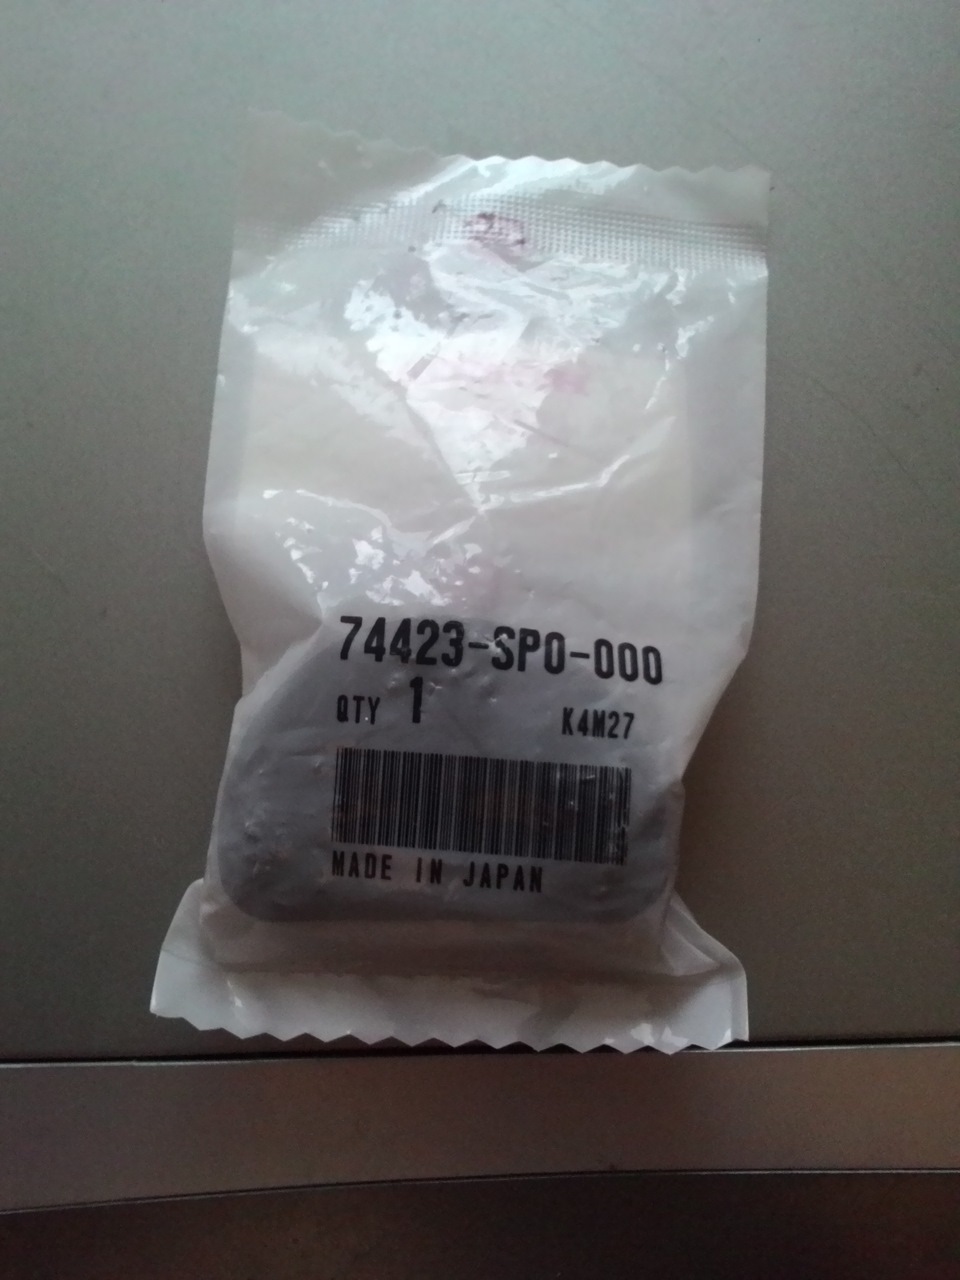 74423-SP0-000
QTY 1 K4M27
MADE IN JAPAN